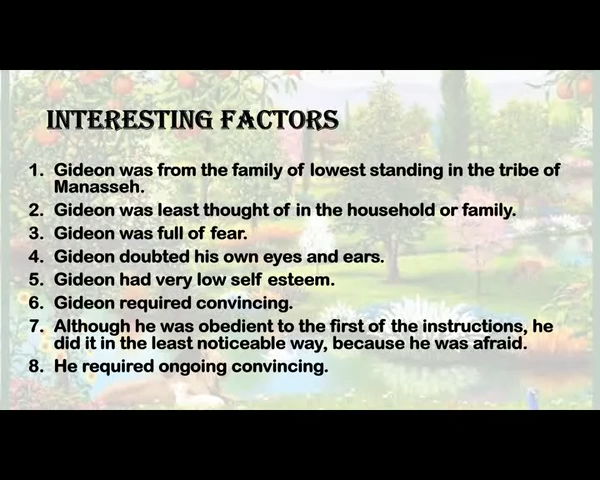 INTERESTING FACTORS
1. Gideon was from the family of lowest standing in the tribe of
Manasseh.
2. Gideon was least thought of in the household or family.
3. Gideon was full of fear.
4. Gideon doubted his own eyes and ears.
5. Gideon had very low self esteem.
6. Gideon required convincing.
7. Although he was obedient to the first of the instructions, he
did it in the least noticeable way, because he was afraid.
8. He required ongoing convincing.